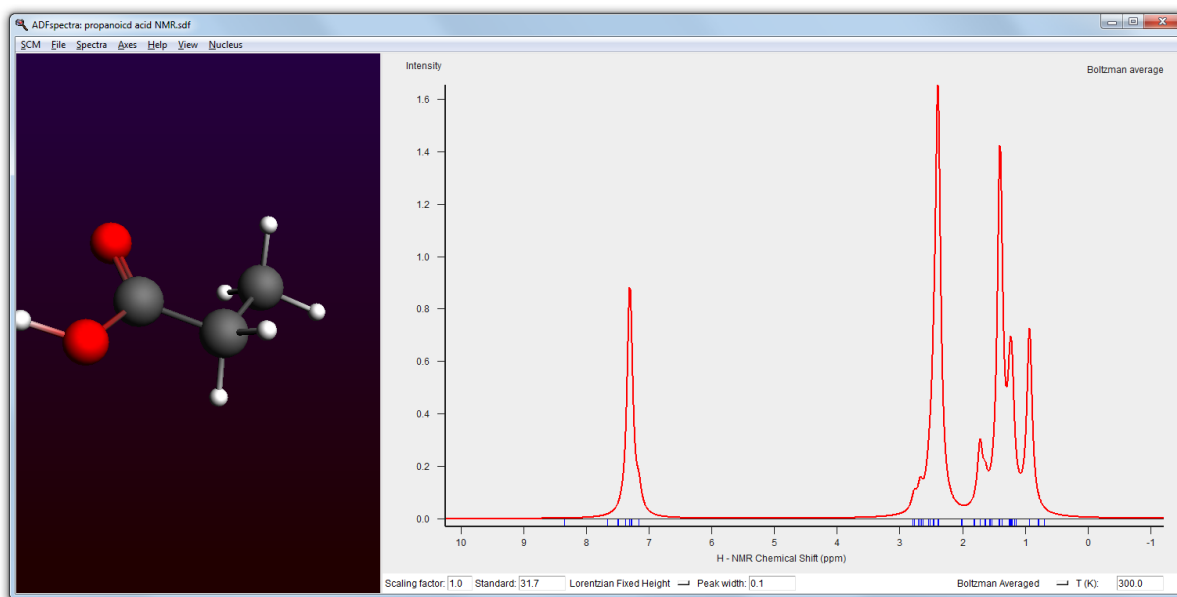 ADFspectra: propanoicd acid NMR.sdf
SCM File Spectra Axes Help View Nucleus
Intensity
Boltzman average
1.6
1.4
1.2
1.0
0.8
0.6
0.4
0.2
0.0
10 9 8 7 6 5 4 3 2 1 0 -1
H - NMR Chemical Shift (ppm)
Scaling factor: 1.0 Standard: 31.7 Lorentzian Fixed Height Peak width: 0.1 Boltzman Averaged T (K): 300.0